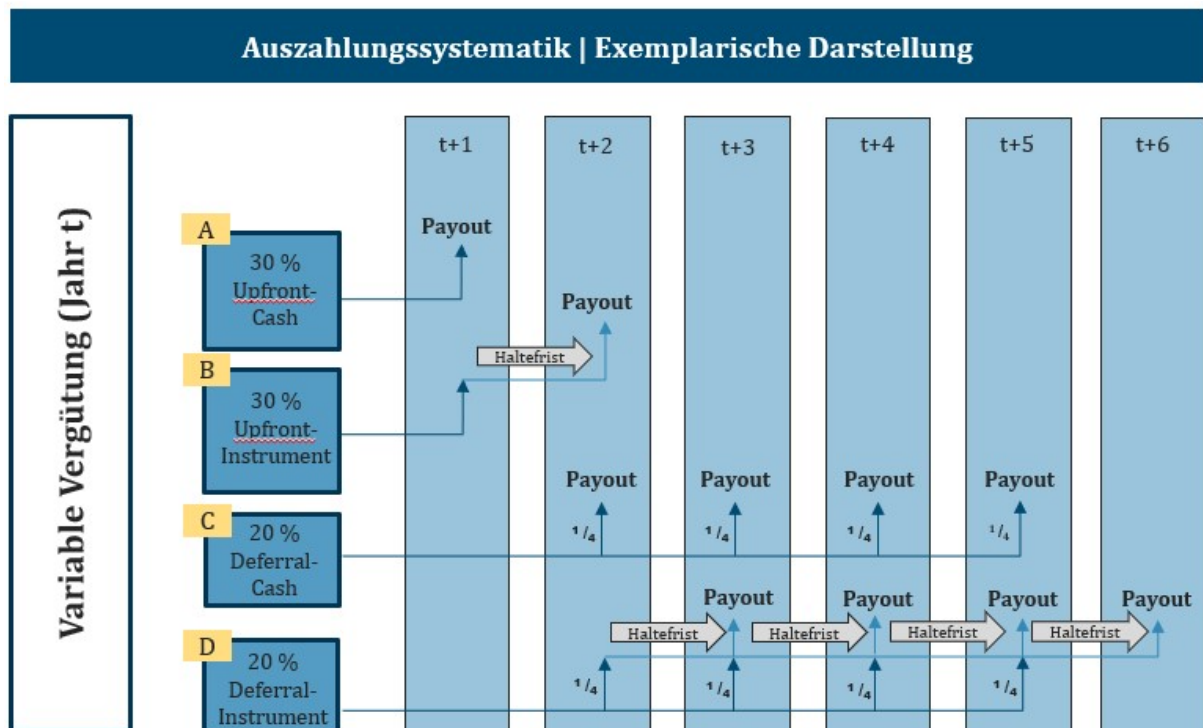 Auszahlungssystematik | Exemplarische Darstellung
Variable Vergütung (Jahr t)
t+1
t+2
t+3
t+4
t+5
t+6
A
30 %
Upfront-
Cash
Payout
Payout
Haltefrist
B
30 %
Upfront-
Instrument
Payout
Payout
Payout
Payout
C
20 %
Deferral-
Cash
1/4
1/4
1/4
1/4
Payout
Payout
Payout
Payout
Haltefrist
Haltefrist
Haltefrist
Haltefrist
D
20 %
Deferral-
Instrument
1/4
1/4
1/4
1/4